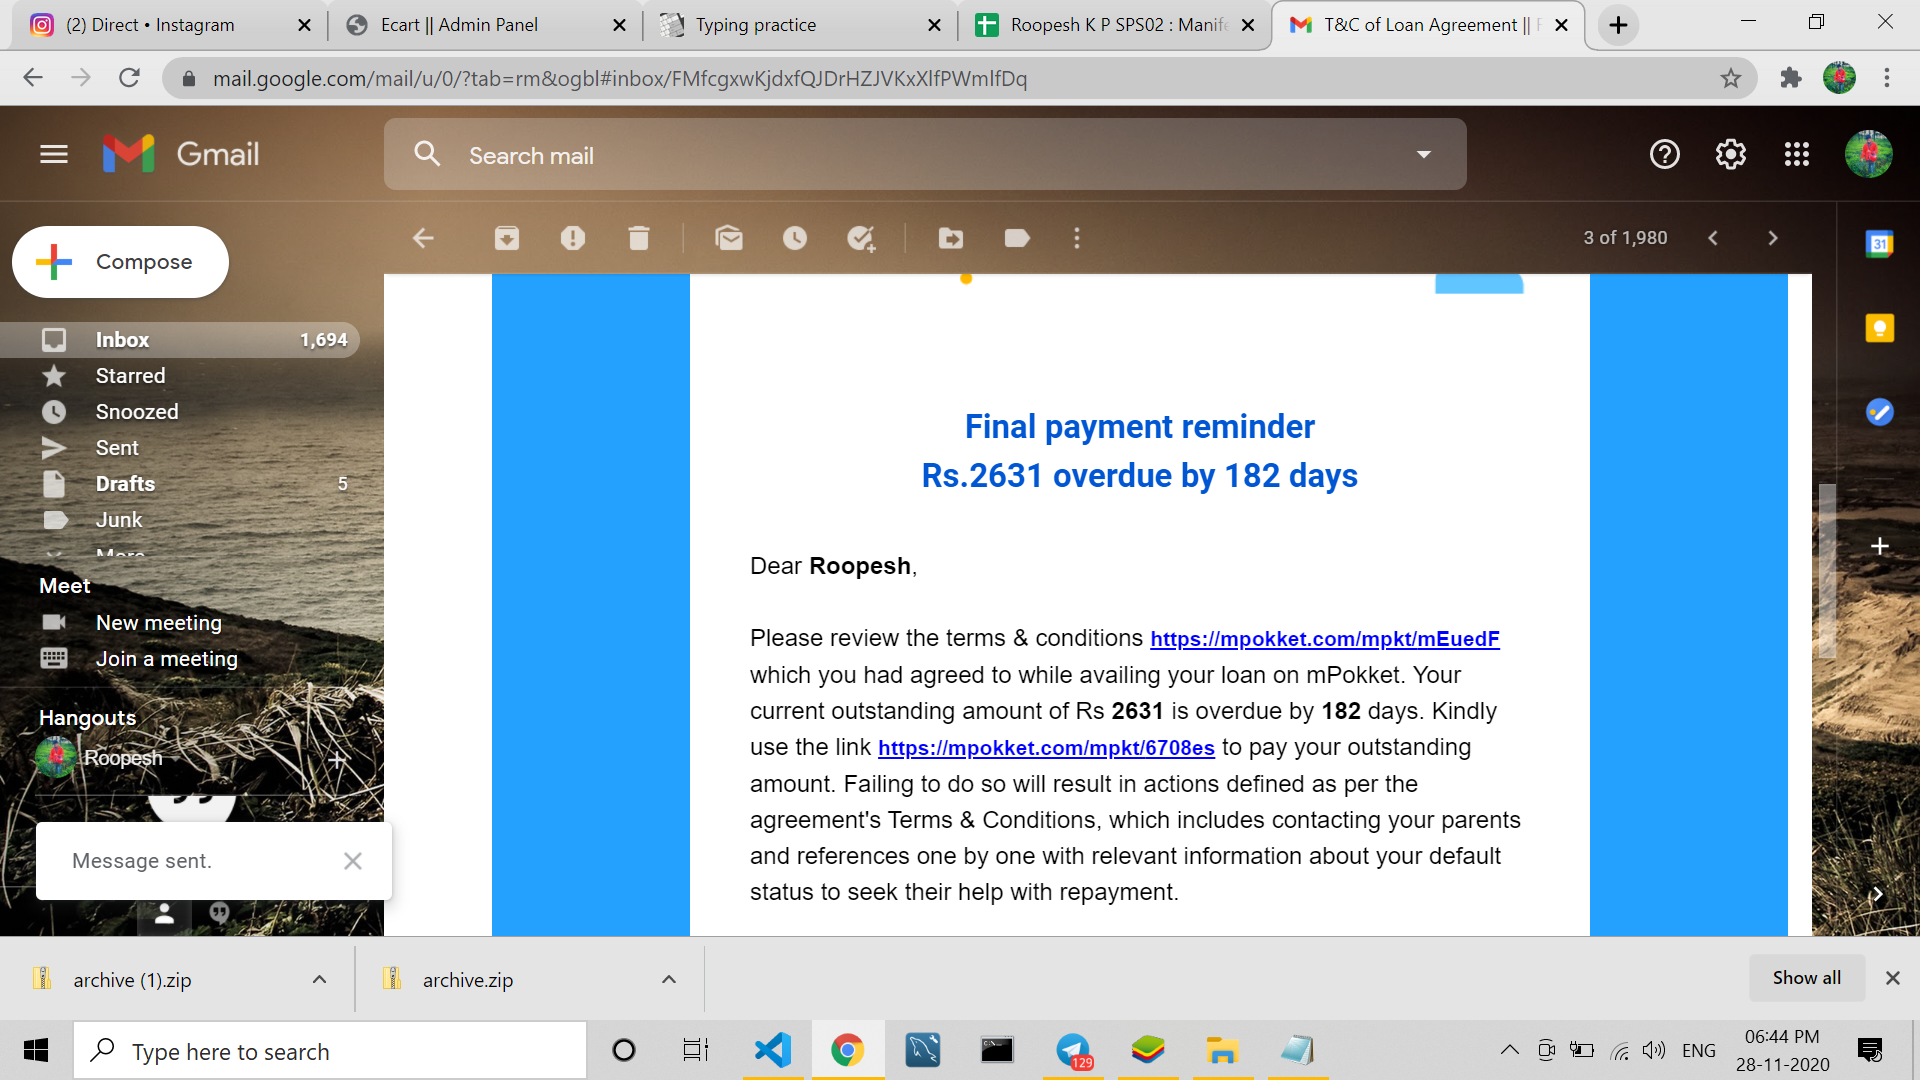 (2) Direct • Instagram
Ecart || Admin Panel
Typing practice
Roopesh K P SPS02 : Manife
T&C of Loan Agreement ||
mail.google.com/mail/u/0/?tab=rm&ogbl#inbox/FMfcgxwKjdxfQJDrHZJVKxXlfPWmlfDq
Gmail
Search mail
Compose
3 of 1,980
31
Inbox 1,694
Starred
Snoozed
Sent
Drafts 5
Junk
More
Meet
New meeting
Join a meeting
Hangouts
Roopesh
Message sent.
Final payment reminder
Rs.2631 overdue by 182 days
Dear Roopesh,
Please review the terms & conditions https://mpokket.com/mpkt/mEuedF
which you had agreed to while availing your loan on mPokket. Your
current outstanding amount of Rs 2631 is overdue by 182 days. Kindly
use the link https://mpokket.com/mpkt/6708es to pay your outstanding
amount. Failing to do so will result in actions defined as per the
agreement's Terms & Conditions, which includes contacting your parents
and references one by one with relevant information about your default
status to seek their help with repayment.
archive (1).zip
archive.zip
Show all
Type here to search
129
ENG
06:44 PM
28-11-2020